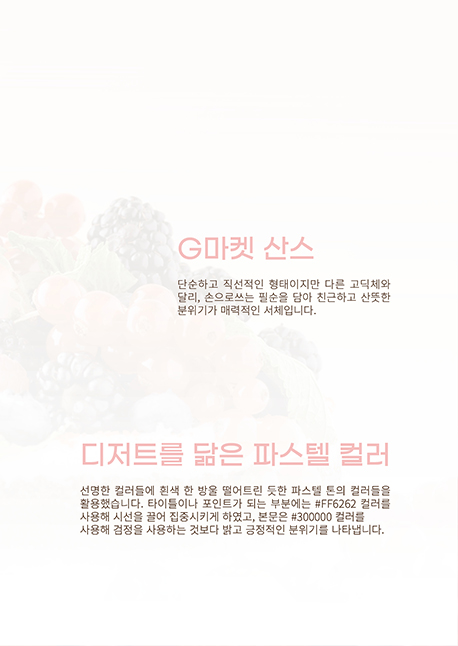 G마켓 산스
단순하고 직선적인 형태이지만 다른 고딕체와
달리, 손으로쓰는 필순을 담아 친근하고 산뜻한
분위기가 매력적인 서체입니다.
디저트를 닮은 파스텔 컬러
선명한 컬러들에 흰색 한 방울 떨어트린 듯한 파스텔 톤의 컬러들을
활용했습니다. 타이틀이나 포인트가 되는 부분에는 #FF6262 컬러를
사용해 시선을 끌어 집중시키게 하였고, 본문은 #300000 컬러를
사용해 검정을 사용하는 것보다 밝고 긍정적인 분위기를 나타냅니다.